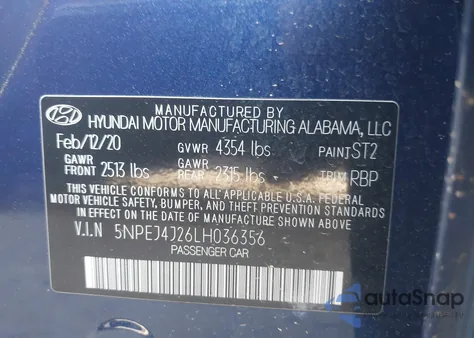 MANUFACTURED BY
HYUNDAI MOTOR MANUFACTURING ALABAMA, LLC
Feb/12/20 GVWR 4354 lbs PAINT ST2
GAWR FRONT 2513 lbs GAWR REAR 2315 lbs TRIM RBP
THIS VEHICLE CONFORMS TO ALL APPLICABLE U.S. FEDERAL
MOTOR VEHICLE SAFETY, BUMPER, AND THEFT PREVENTION STANDARDS
IN EFFECT ON THE DATE OF MANUFACTURE SHOWN ABOVE.
V.I.N 5NPEJ4J26LH036356
PASSENGER CAR
autoSnap